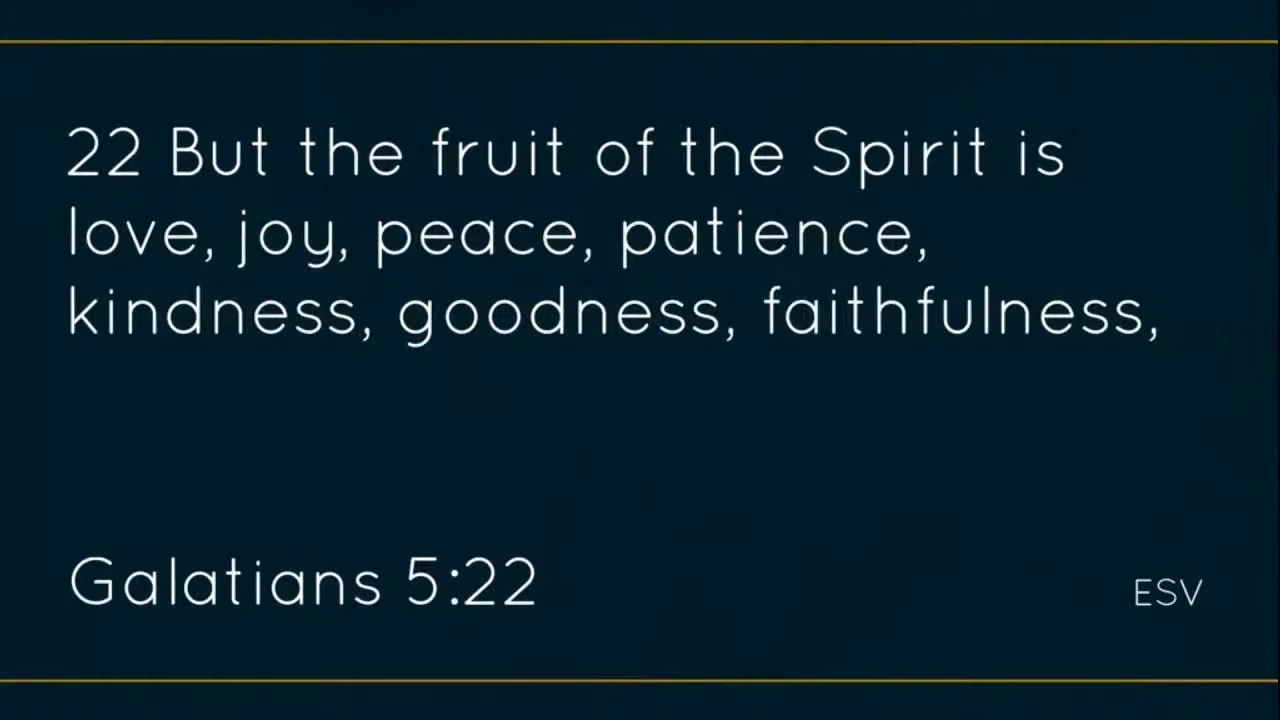 22 But the fruit of the Spirit is
love, joy, peace, patience,
kindness, goodness, faithfulness,
Galatians 5:22
ESV